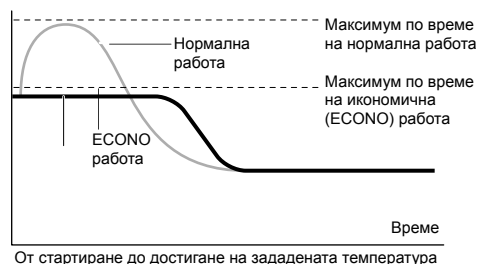 Максимум по време
на нормална работа
Нормална
работа
Максимум по време
на икономична
(ECONO) работа
ECONO
работа
Време
От стартиране до достигане на зададената температура